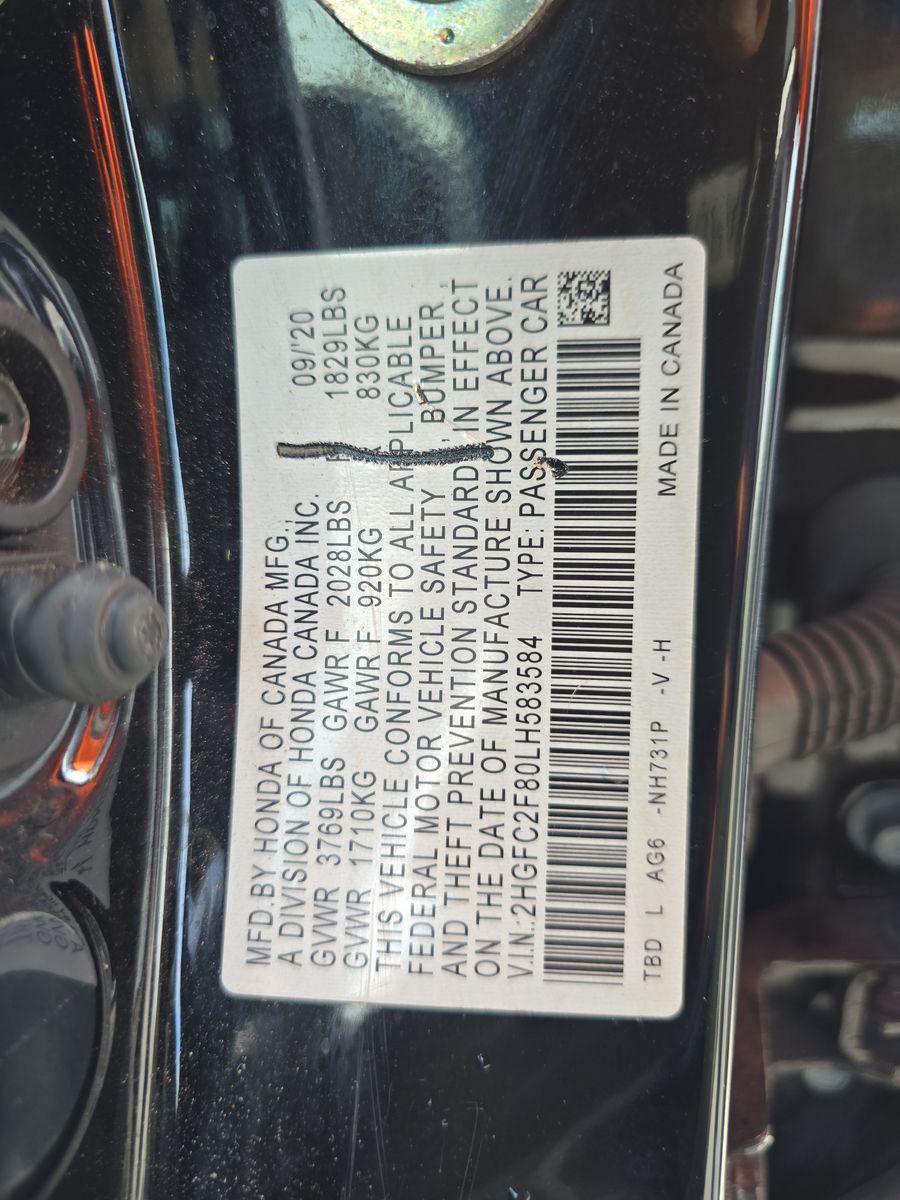 MFD.BY HONDA OF CANADA MFG., 09/'20
A DIVISION OF HONDA CANADA INC.
GVWR 3769LBS GAWR F 2028LBS 1829LBS
GVWR 1710KG GAWR F 920KG 830KG
THIS VEHICLE CONFORMS TO ALL APPLICABLE
FEDERAL MOTOR VEHICLE SAFETY, BUMPER,
AND THEFT PREVENTION STANDARD IN EFFECT
ON THE DATE OF MANUFACTURE SHOWN ABOVE.
V.I.N.:2HGFC2F80LH583584 TYPE: PASSENGER CAR
TBD L AG6 -NH731P -V -H MADE IN CANADA